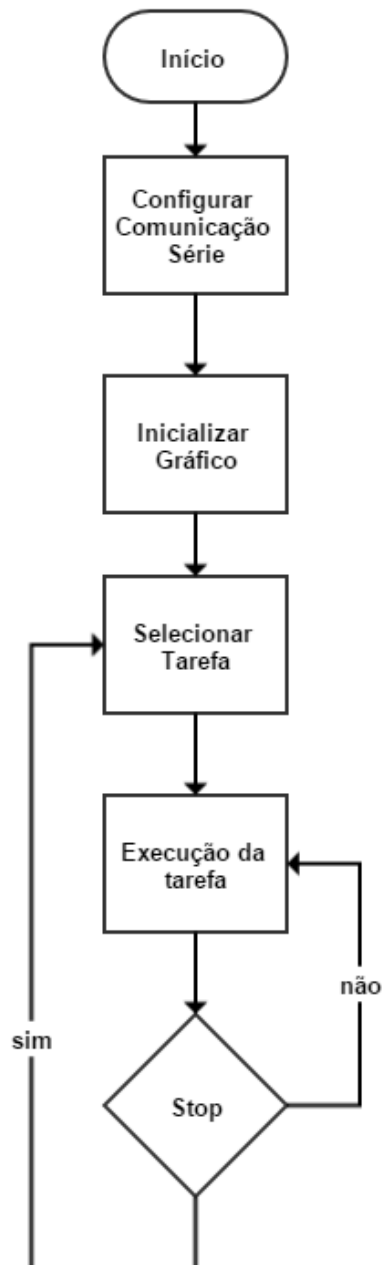 Início
Configurar
Comunicação
Série
Inicializar
Gráfico
Selecionar
Tarefa
Execução da
tarefa
não
sim
Stop